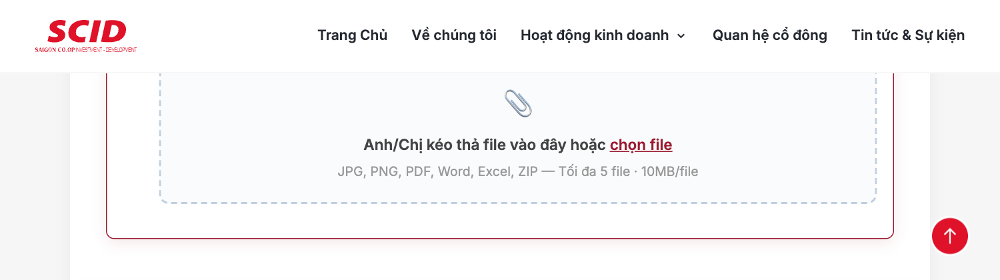 SCID
SAIGON CO.OP INVESTMENT - DEVELOPMENT
Trang Chủ
Về chúng tôi
Hoạt động kinh doanh
Quan hệ cổ đông
Tin tức & Sự kiện
Anh/Chị kéo thả file vào đây hoặc chọn file
JPG, PNG, PDF, Word, Excel, ZIP — Tối đa 5 file · 10MB/file